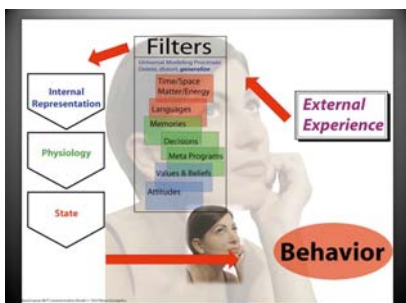 Filters
Universal Modeling Processes
Delete, distort, generalize
Time/Space
Matter/Energy
Languages
Memories
Decisions
Meta Programs
Values & Beliefs
Attitudes
Internal
Representation
Physiology
State
External
Experience
Behavior